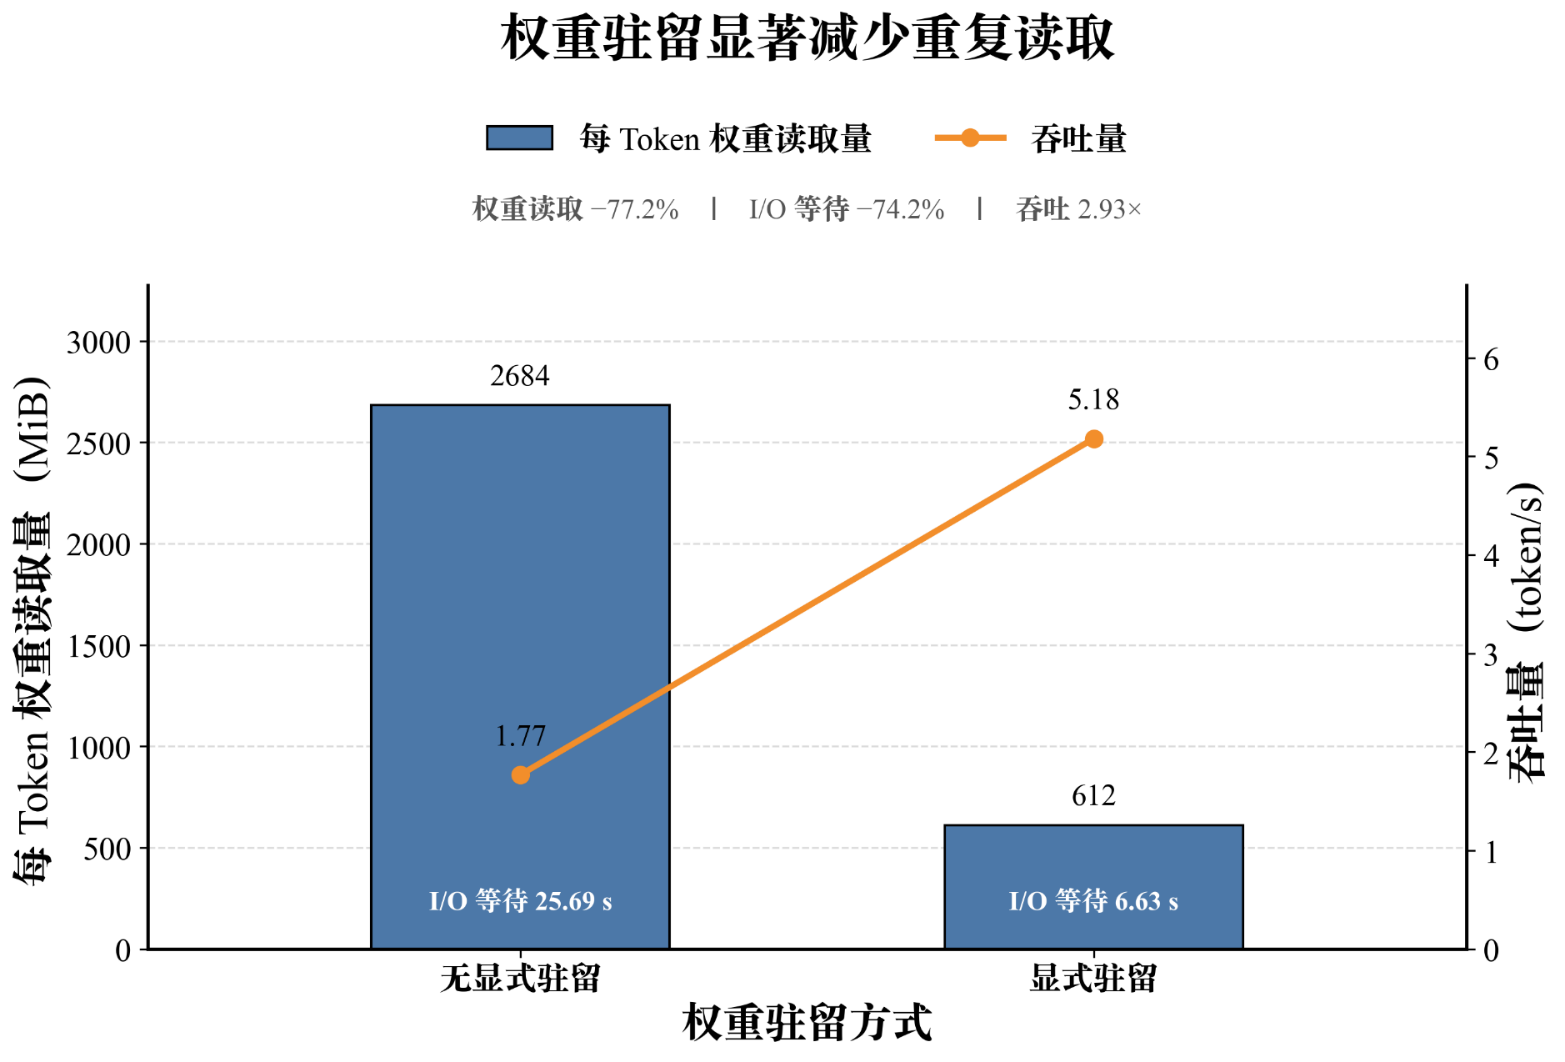 权重驻留显著减少重复读取
每 Token 权重读取量
吞吐量
权重读取 −77.2% | I/O 等待 −74.2% | 吞吐 2.93×
每 Token 权重读取量（MiB）
3000
2500
2000
1500
1000
500
0
2684
1.77
I/O 等待 25.69 s
5.18
612
I/O 等待 6.63 s
6
5
4
3
2
1
0
吞吐量（token/s）
无显式驻留
显式驻留
权重驻留方式